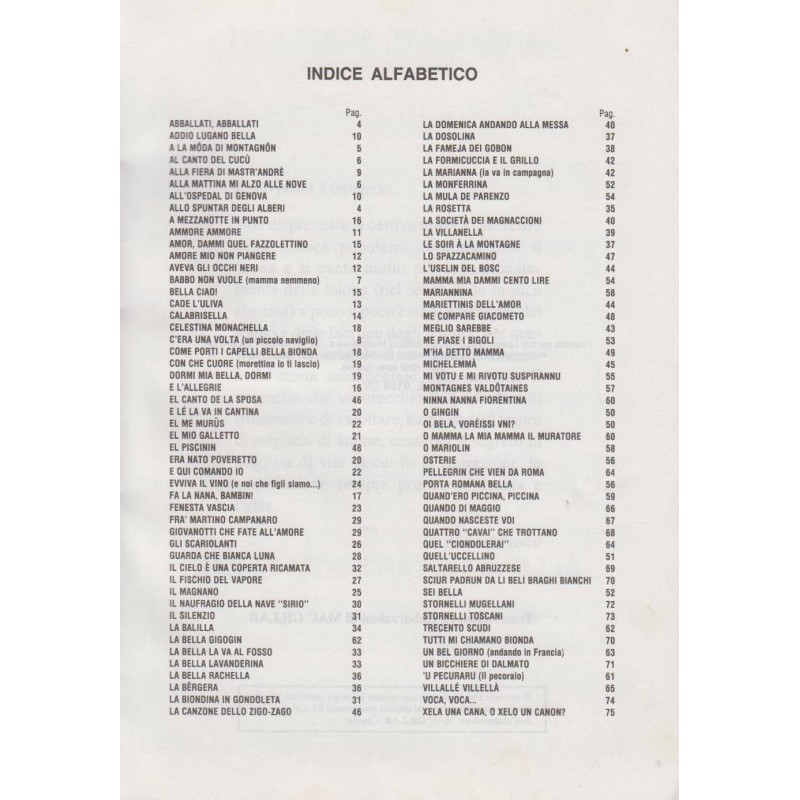 INDICE ALFABETICO
Pag.
ABBALLATI, ABBALLATI 4
ADDIO LUGANO BELLA 10
A LA MÔDA DI MONTAGNÓN 5
AL CANTO DEL CUCÙ 6
ALLA FIERA DI MASTR'ANDRÉ 9
ALLA MATTINA MI ALZO ALLE NOVE 6
ALL'OSPEDAL DI GENOVA 10
ALLO SPUNTAR DEGLI ALBERI 4
A MEZZANOTTE IN PUNTO 16
AMMORE AMMORE 11
AMOR, DAMMI QUEL FAZZOLETTINO 15
AMORE MIO NON PIANGERE 12
AVEVA GLI OCCHI NERI 12
BABBO NON VUOLE (mamma nemmeno) 7
BELLA CIAO! 15
CADE L'ULIVA 13
CALABRISELLA 14
CELESTINA MONACHELLA 18
C'ERA UNA VOLTA (un piccolo naviglio) 8
COME PORTI I CAPELLI BELLA BIONDA 18
CON CHE CUORE (morettina io ti lascio) 19
DORMI MIA BELLA, DORMI 19
E L'ALLEGRIE 16
EL CANTO DE LA SPOSA 46
E LÉ LA VA IN CANTINA 20
EL ME MURÙS 22
EL MIO GALLETTO 21
EL PISCININ 48
ERA NATO POVERETTO 20
E QUI COMANDO IO 22
EVVIVA IL VINO (e noi che figli siamo...) 24
FA LA NANA, BAMBIN! 17
FENESTA VASCIA 23
FRA' MARTINO CAMPANARO 29
GIOVANOTTI CHE FATE ALL'AMORE 29
GLI SCARIOLANTI 26
GUARDA CHE BIANCA LUNA 28
IL CIELO È UNA COPERTA RICAMATA 32
IL FISCHIO DEL VAPORE 27
IL MAGNANO 25
IL NAUFRAGIO DELLA NAVE "SIRIO" 30
IL SILENZIO 31
LA BALILLA 34
LA BELLA GIGOGIN 62
LA BELLA LA VA AL FOSSO 33
LA BELLA LAVANDERINA 33
LA BELLA RACHELLA 36
LA BÊRGERA 36
LA BIONDINA IN GONDOLETA 31
LA CANZONE DELLO ZIGO-ZAGO 46
Pag.
LA DOMENICA ANDANDO ALLA MESSA 40
LA DOSOLINA 37
LA FAMEJA DEI GOBON 38
LA FORMICUCCIA E IL GRILLO 42
LA MARIANNA (la va in campagna) 42
LA MONFERRINA 52
LA MULA DE PARENZO 54
LA ROSETTA 35
LA SOCIETÀ DEI MAGNACCIONI 40
LA VILLANELLA 39
LE SOIR À LA MONTAGNE 37
LO SPAZZACAMINO 47
L'USELIN DEL BOSC 44
MAMMA MIA DAMMI CENTO LIRE 54
MARIANNINA 58
MARIETTINIS DELL'AMOR 44
ME COMPARE GIACOMETO 48
MEGLIO SAREBBE 43
ME PIASE I BIGOLI 53
M'HA DETTO MAMMA 49
MICHELEMMÀ 45
MI VOTU E MI RIVOTU SUSPIRANNU 55
MONTAGNES VALDÔTAINES 57
NINNA NANNA FIORENTINA 60
O GINGIN 50
OI BELA, VORÉISSI VNI? 50
O MAMMA LA MIA MAMMA IL MURATORE 60
O MARIOLIN 58
OSTERIE 56
PELLEGRIN CHE VIEN DA ROMA 64
PORTA ROMANA BELLA 56
QUAND'ERO PICCINA, PICCINA 59
QUANDO DI MAGGIO 66
QUANDO NASCESTE VOI 67
QUATTRO "CAVAI" CHE TROTTANO 68
QUEL "CIONDOLERAI" 64
QUELL'UCCELLINO 51
SALTARELLO ABRUZZESE 69
SCIUR PADRUN DA LI BELI BRAGHI BIANCHI 70
SEI BELLA 52
STORNELLI MUGELLANI 72
STORNELLI TOSCANI 73
TRECENTO SCUDI 62
TUTTI MI CHIAMANO BIONDA 70
UN BEL GIORNO (andando in Francia) 63
UN BICCHIERE DI DALMATO 71
'U PECURARU (Il pecoraio) 61
VILLALLÉ VILLELLÀ 65
VOCA, VOCA... 74
XELA UNA CANA, O XELO UN CANON? 75